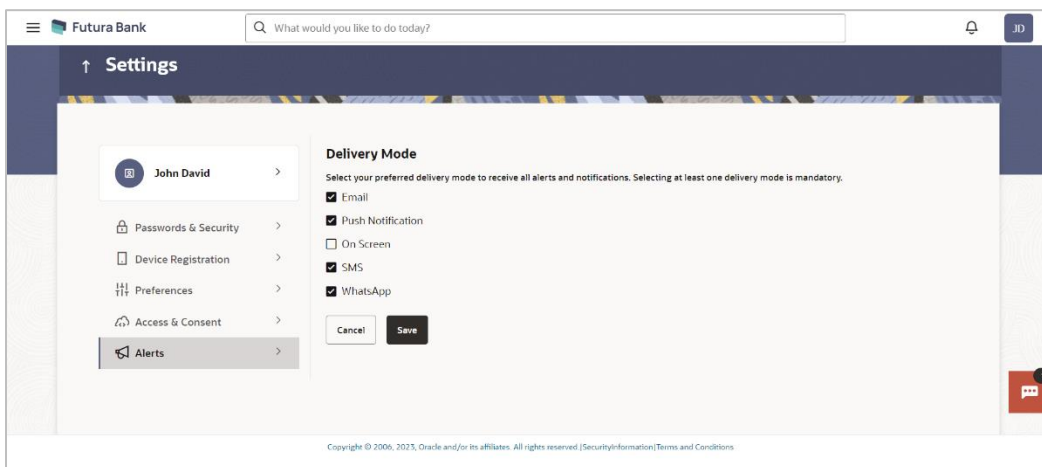 Futura Bank
What would you like to do today?
JD
↑ Settings
John David
Passwords & Security
Device Registration
Preferences
Access & Consent
Alerts
Delivery Mode
Select your preferred delivery mode to receive all alerts and notifications. Selecting at least one delivery mode is mandatory.
Email
Push Notification
On Screen
SMS
WhatsApp
Cancel
Save
Copyright © 2006, 2023, Oracle and/or its affiliates. All rights reserved.|SecurityInformation|Terms and Conditions